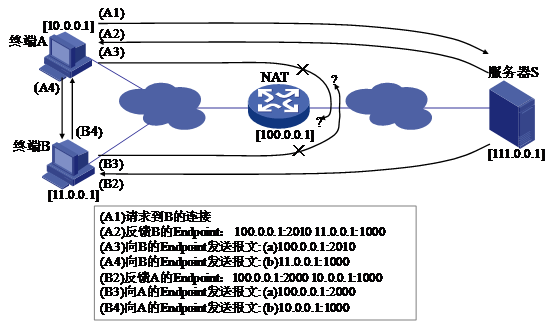 (A1)
[10.0.0.1]
(A2)
终端A
(A3)
NAT
?
服务器S
(A4)
?
(B4)
[100.0.0.1]
终端B
(B3)
[111.0.0.1]
(B2)
[11.0.0.1]
(A1)请求到B的连接
(A2)反馈B的Endpoint: 100.0.0.1:2010 11.0.0.1:1000
(A3)向B的Endpoint发送报文:(a)100.0.0.1:2010
(A4)向B的Endpoint发送报文:(b)11.0.0.1:1000
(B2)反馈A的Endpoint: 100.0.0.1:2000 10.0.0.1:1000
(B3)向A的Endpoint发送报文:(a)100.0.0.1:2000
(B4)向A的Endpoint发送报文:(b)10.0.0.1:1000